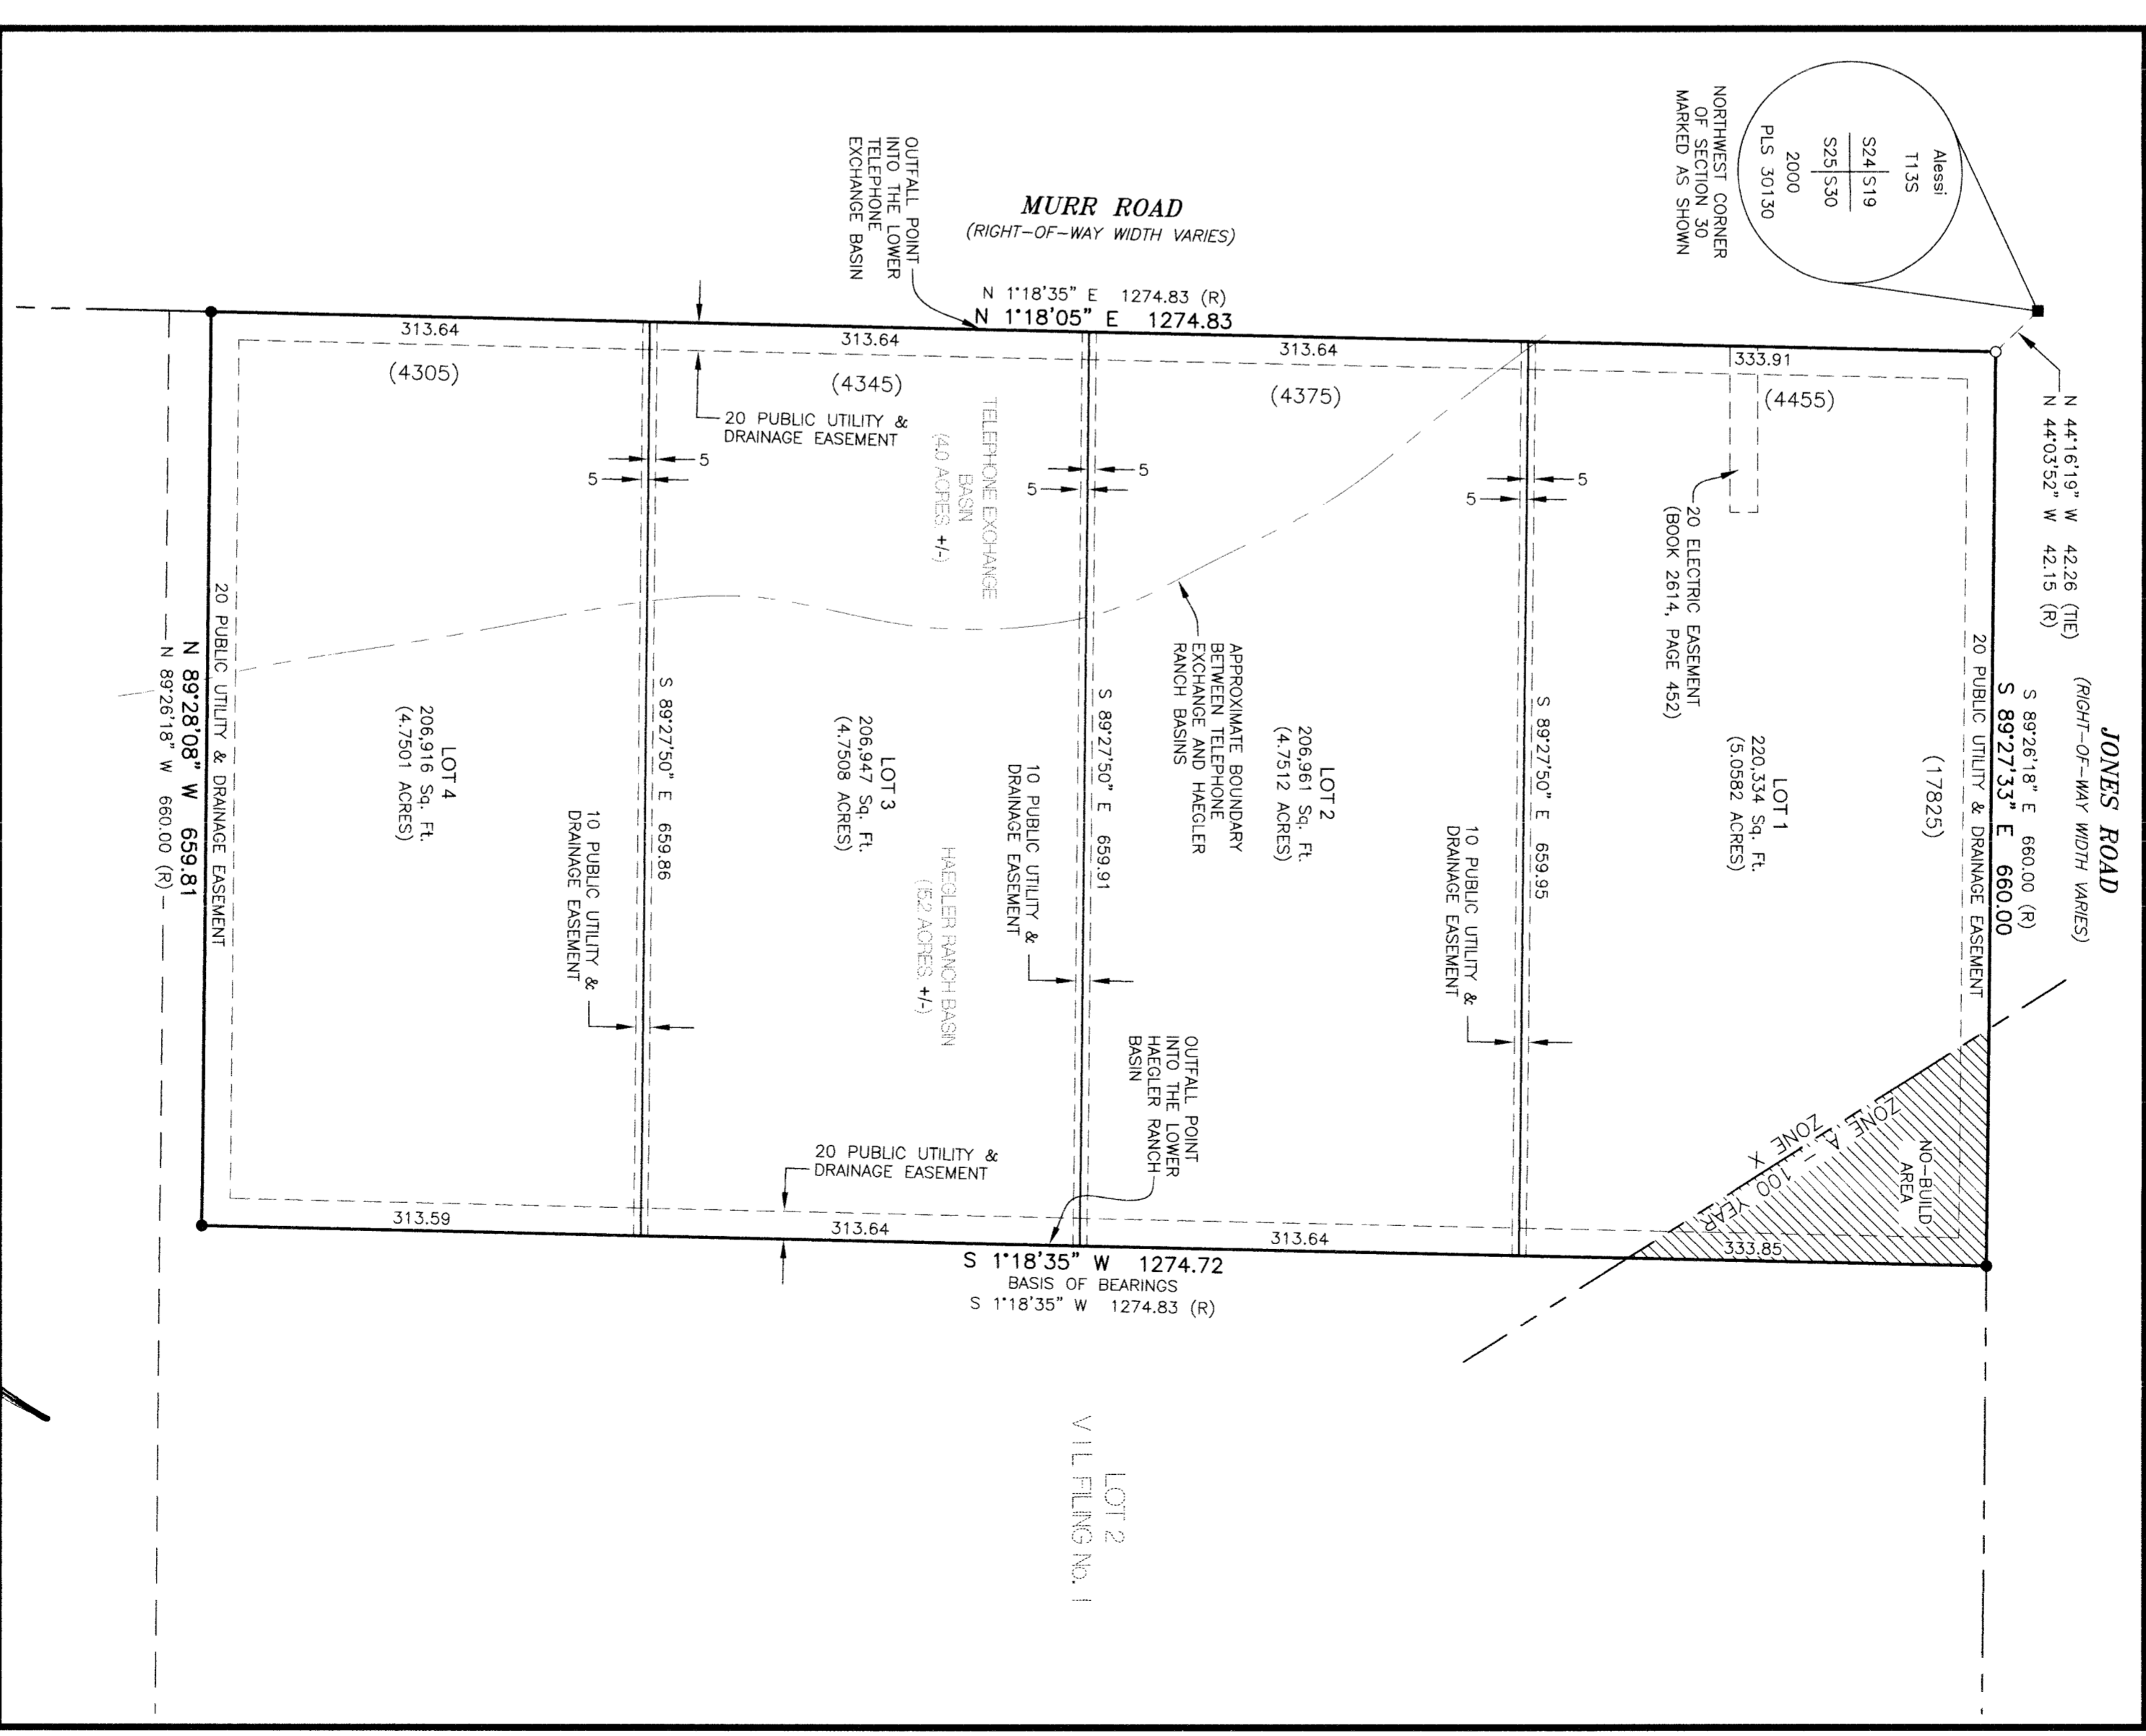 Alessi
T13S
S24 S19
S25 S30
2000
PLS 30130
NORTHWEST CORNER
OF SECTION 30
MARKED AS SHOWN
N 44°16'19" W 42.26 (TIE)
N 44°03'52" W 42.15 (R)
JONES ROAD
(RIGHT-OF-WAY WIDTH VARIES)
S 89°26'18" E 660.00 (R)
S 89°27'33" E 660.00
20 PUBLIC UTILITY & DRAINAGE EASEMENT
(17825)
MURR ROAD
(RIGHT-OF-WAY WIDTH VARIES)
OUTFALL POINT
INTO THE LOWER
TELEPHONE
EXCHANGE BASIN
N 1°18'35" E 1274.83 (R)
N 1°18'05" E 1274.83
313.64
313.64
313.64
333.91
(4305)
(4345)
(4375)
(4455)
20 PUBLIC UTILITY &
DRAINAGE EASEMENT
TELEPHONE EXCHANGE
BASIN
(4.0 ACRES. +/-)
5
5
5
5
5
5
20 ELECTRIC EASEMENT
(BOOK 2614, PAGE 452)
APPROXIMATE BOUNDARY
BETWEEN TELEPHONE
EXCHANGE AND HAEGLER
RANCH BASINS
LOT 1
220,334 Sq. Ft.
(5.0582 ACRES)
S 89°27'50" E 659.95
10 PUBLIC UTILITY &
DRAINAGE EASEMENT
LOT 2
206,961 Sq. Ft.
(4.7512 ACRES)
S 89°27'50" E 659.91
10 PUBLIC UTILITY &
DRAINAGE EASEMENT
LOT 3
206,947 Sq. Ft.
(4.7508 ACRES)
S 89°27'50" E 659.86
10 PUBLIC UTILITY &
DRAINAGE EASEMENT
LOT 4
206,916 Sq. Ft.
(4.7501 ACRES)
20 PUBLIC UTILITY & DRAINAGE EASEMENT
N 89°28'08" W 659.81
N 89°26'18" W 660.00 (R)
HAEGLER RANCH BASIN
(152 ACRES. +/-)
OUTFALL POINT
INTO THE LOWER
HAEGLER RANCH
BASIN
20 PUBLIC UTILITY &
DRAINAGE EASEMENT
NO-BUILD
AREA
ZONE A - 100 YEAR
ZONE X
313.59
313.64
313.64
333.85
S 1°18'35" W 1274.72
BASIS OF BEARINGS
S 1°18'35" W 1274.83 (R)
LOT 2
FILING No. 1